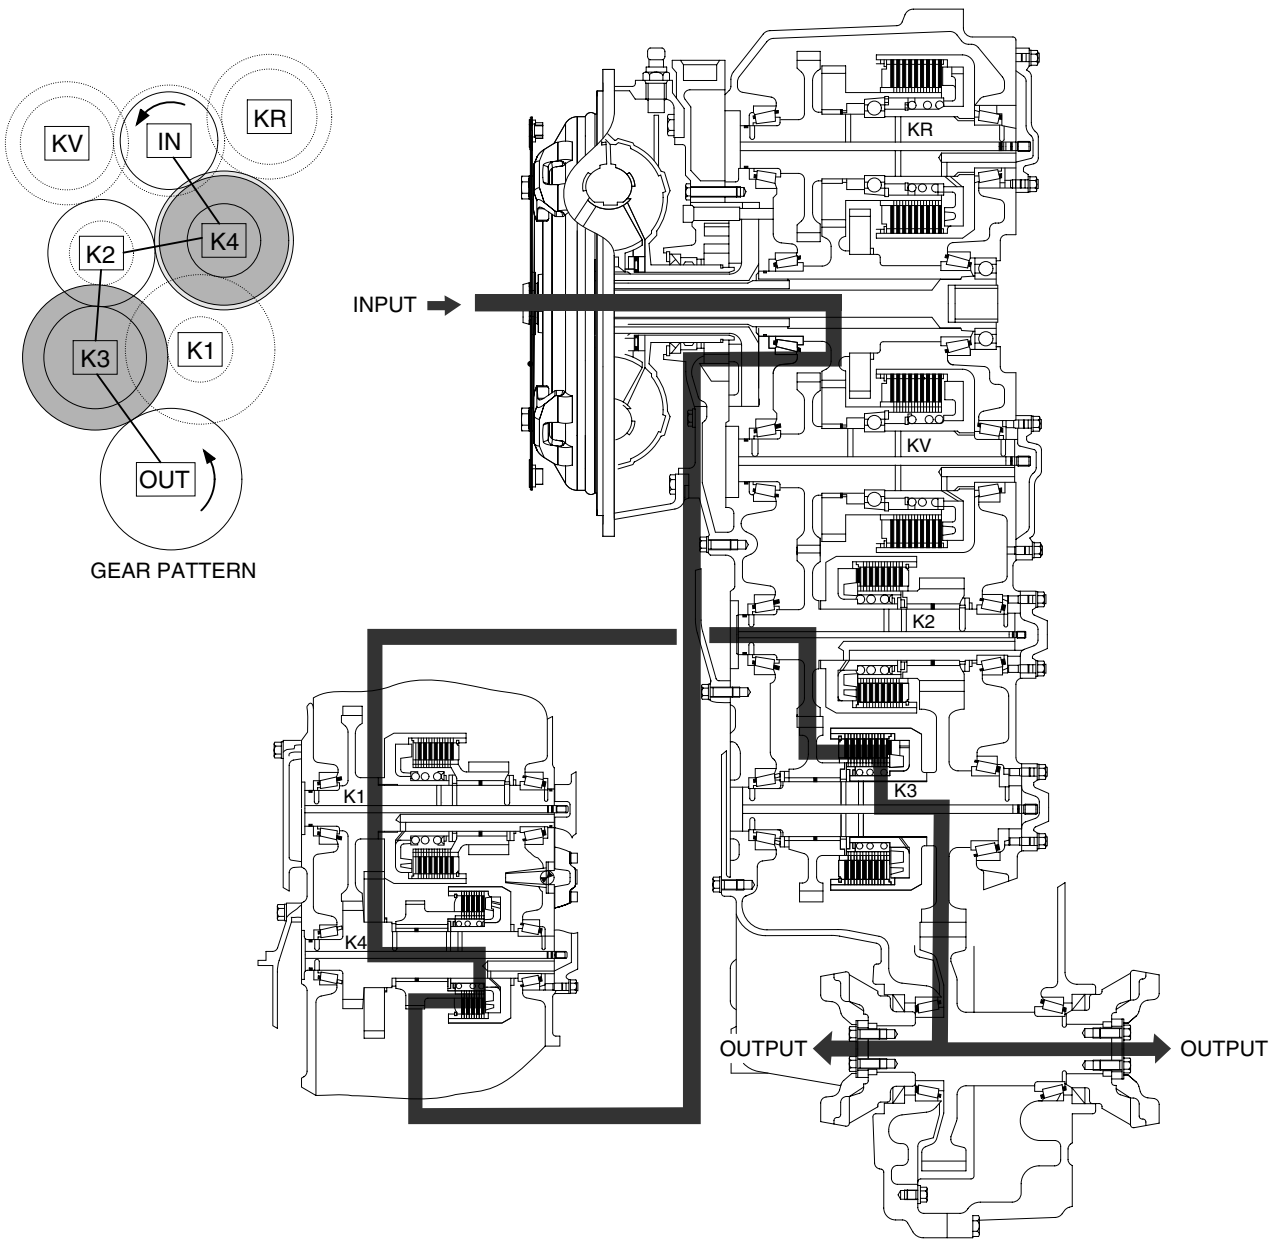 KV
IN
KR
K2
K4
K3
K1
OUT
GEAR PATTERN
KR
INPUT
KV
K2
K3
K1
K4
OUTPUT
OUTPUT